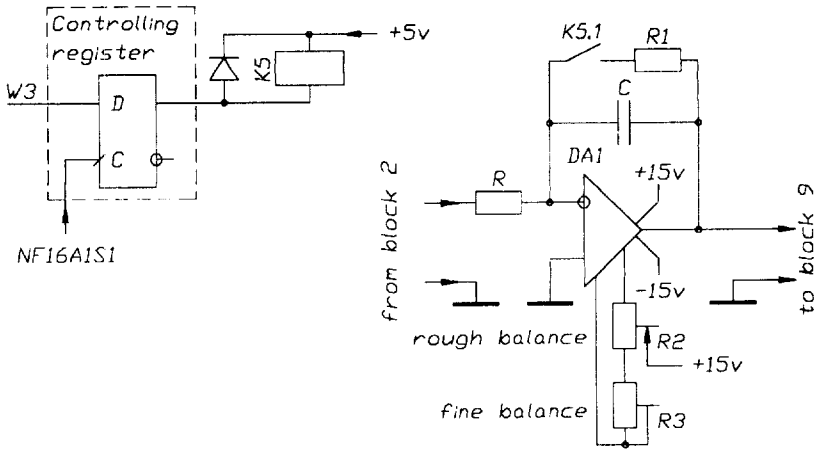 Controlling
register
W3
D
C
NF16A1S1
+5v
K5
K5.1
R1
C
DA1
+15v
-15v
R
from block 2
to block 9
rough balance
R2
+15v
fine balance
R3